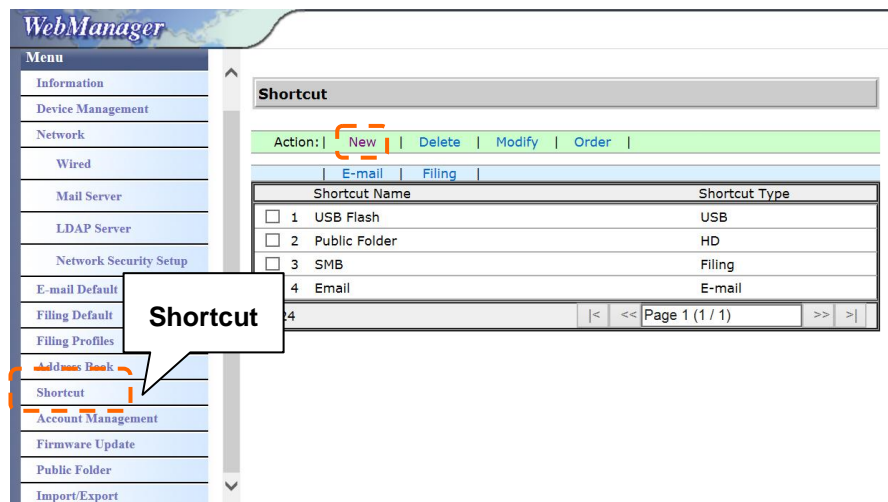 WebManager
Menu
Information
Device Management
Network
Wired
Mail Server
LDAP Server
Network Security Setup
E-mail Default
Filing Default
Filing Profiles
Address Book
Shortcut
Account Management
Firmware Update
Public Folder
Import/Export
Shortcut
Shortcut
Action:| New | Delete | Modify | Order |
| E-mail | Filing |
Shortcut Name Shortcut Type
1 USB Flash USB
2 Public Folder HD
3 SMB Filing
4 Email E-mail
|< << Page 1 (1 / 1) >> >|